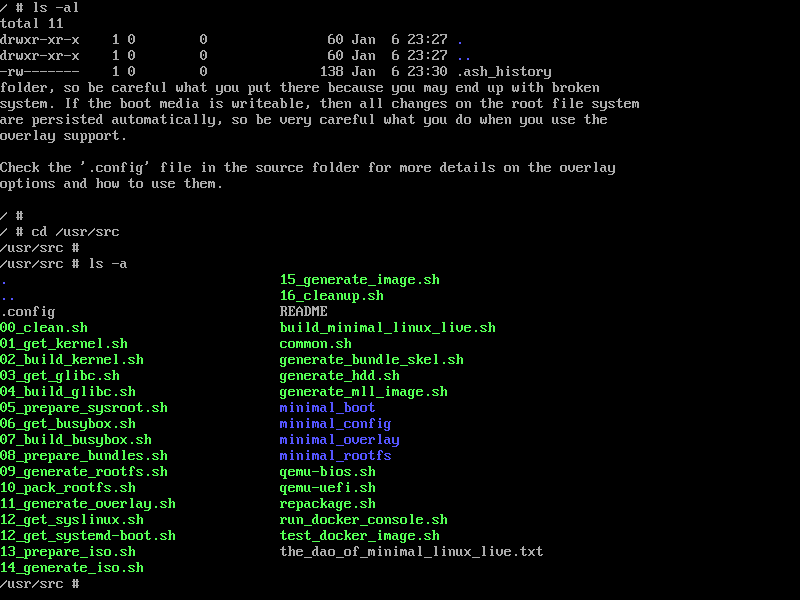 / # ls -al
total 11
drwxr-xr-x    1 0        0               60 Jan  6 23:27 .
drwxr-xr-x    1 0        0               60 Jan  6 23:27 ..
-rw-------    1 0        0              138 Jan  6 23:30 .ash_history
folder, so be careful what you put there because you may end up with broken
system. If the boot media is writeable, then all changes on the root file system
are persisted automatically, so be very careful what you do when you use the
overlay support.

Check the '.config' file in the source folder for more details on the overlay
options and how to use them.

/ #
/ # cd /usr/src
/usr/src #
/usr/src # ls -a
.                                  15_generate_image.sh
..                                 16_cleanup.sh
.config                            README
00_clean.sh                        build_minimal_linux_live.sh
01_get_kernel.sh                   common.sh
02_build_kernel.sh                 generate_bundle_skel.sh
03_get_glibc.sh                    generate_hdd.sh
04_build_glibc.sh                  generate_mll_image.sh
05_prepare_sysroot.sh              minimal_boot
06_get_busybox.sh                  minimal_config
07_build_busybox.sh                minimal_overlay
08_prepare_bundles.sh              minimal_rootfs
09_generate_rootfs.sh              qemu-bios.sh
10_pack_rootfs.sh                  qemu-uefi.sh
11_generate_overlay.sh             repackage.sh
12_get_syslinux.sh                 run_docker_console.sh
12_get_systemd-boot.sh             test_docker_image.sh
13_prepare_iso.sh                  the_dao_of_minimal_linux_live.txt
14_generate_iso.sh
/usr/src #